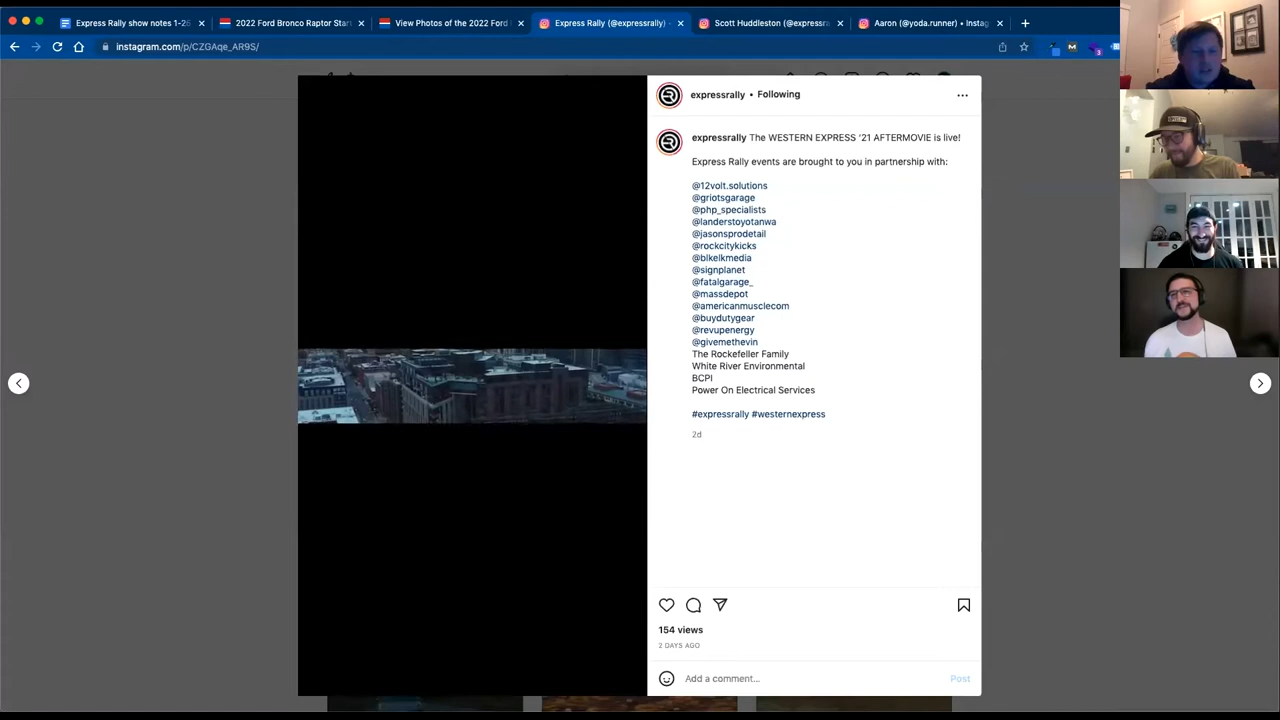 Express Rally show notes 1-26
2022 Ford Bronco Raptor Star
View Photos of the 2022 Ford
Express Rally (@expressrally)
Scott Huddleston (@expressra
Aaron (@yoda.runner) • Instag
instagram.com/p/CZGAqe_AR9S/
expressrally • Following
expressrally The WESTERN EXPRESS '21 AFTERMOVIE is live!
Express Rally events are brought to you in partnership with:
@12volt.solutions
@griotsgarage
@php_specialists
@landerstoyotanwa
@jasonsprodetail
@rockcitykicks
@blkelkmedia
@signplanet
@fatalgarage_
@massdepot
@americanmusclecom
@buydutygear
@revupenergy
@givemethevin
The Rockefeller Family
White River Environmental
BCPI
Power On Electrical Services
#expressrally #westernexpress
2d
154 views
2 DAYS AGO
Add a comment...
Post